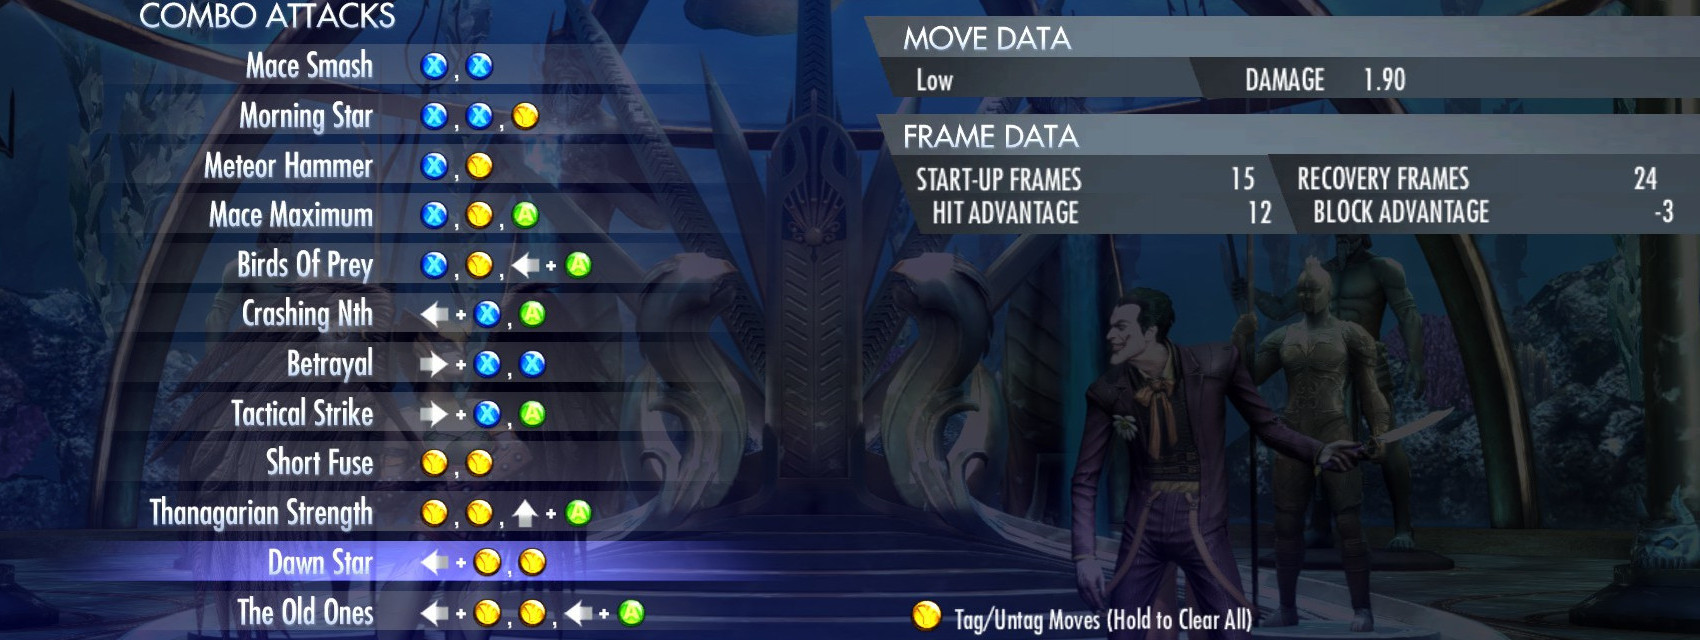 COMBO ATTACKS
Mace Smash X , X
Morning Star X , X , Y
Meteor Hammer X , Y
Mace Maximum X , Y , A
Birds Of Prey X , Y , + A
Crashing Nth + X , A
Betrayal + X , X
Tactical Strike + X , A
Short Fuse Y , Y
Thanagarian Strength Y , Y , + A
Dawn Star + Y , Y
The Old Ones + Y , Y , + A
MOVE DATA
Low DAMAGE 1.90
FRAME DATA
START-UP FRAMES 15 RECOVERY FRAMES 24
HIT ADVANTAGE 12 BLOCK ADVANTAGE -3
Y Tag/Untag Moves (Hold to Clear All)